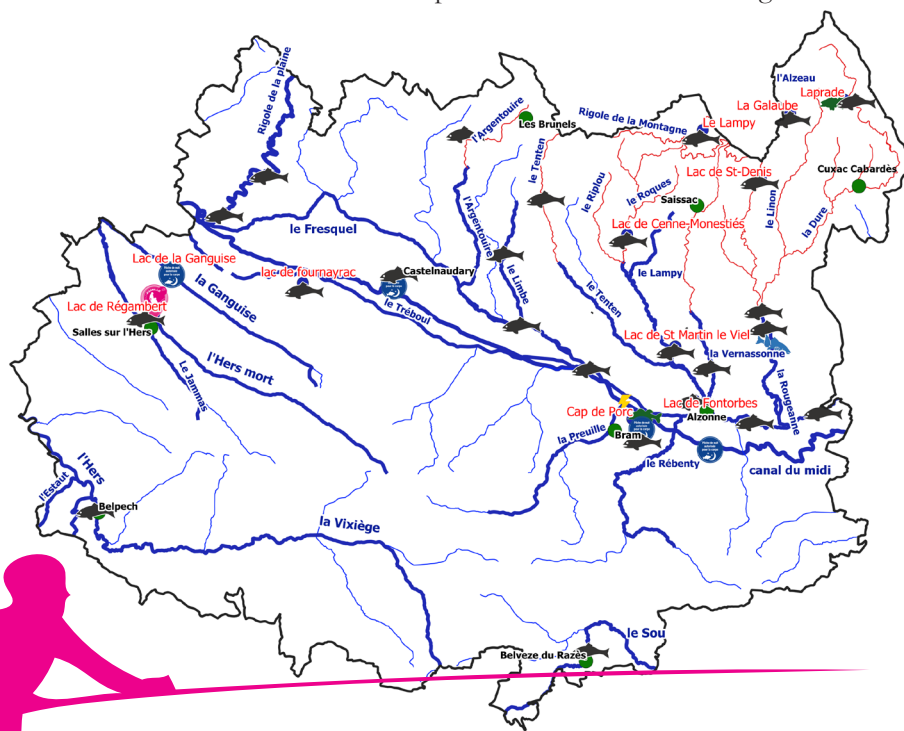 l'Alzeau
Laprade
La Galaube
Rigole de la plaine
l'Argentouire
Les Brunels
Rigole de la Montagne
Le Lampy
le Tenten
le Riplou
le Roques
Lac de St-Denis
Saissac
le Linon
Cuxac Cabardès
la Dure
l'Argentouire
Lac de Cenne-Monestiés
le Fresquel
Lac de la Ganguise
lac de fournayrac
Castelnaudary
le Limbe
le Tenten
le Lampy
la Ganguise
le Tréboul
Lac de Régambert
Salles sur l'Hers
Lac de St Martin le Viel
la Vernassonne
l'Hers mort
Le Jammas
la Rougeanne
Cap de Porc
Lac de Fontorbes
Alzonne
la Preuille
Bram
le Rébenty
canal du midi
l'Hers
l'Estaut
Belpech
la Vixiège
le Sou
Belveze du Razès